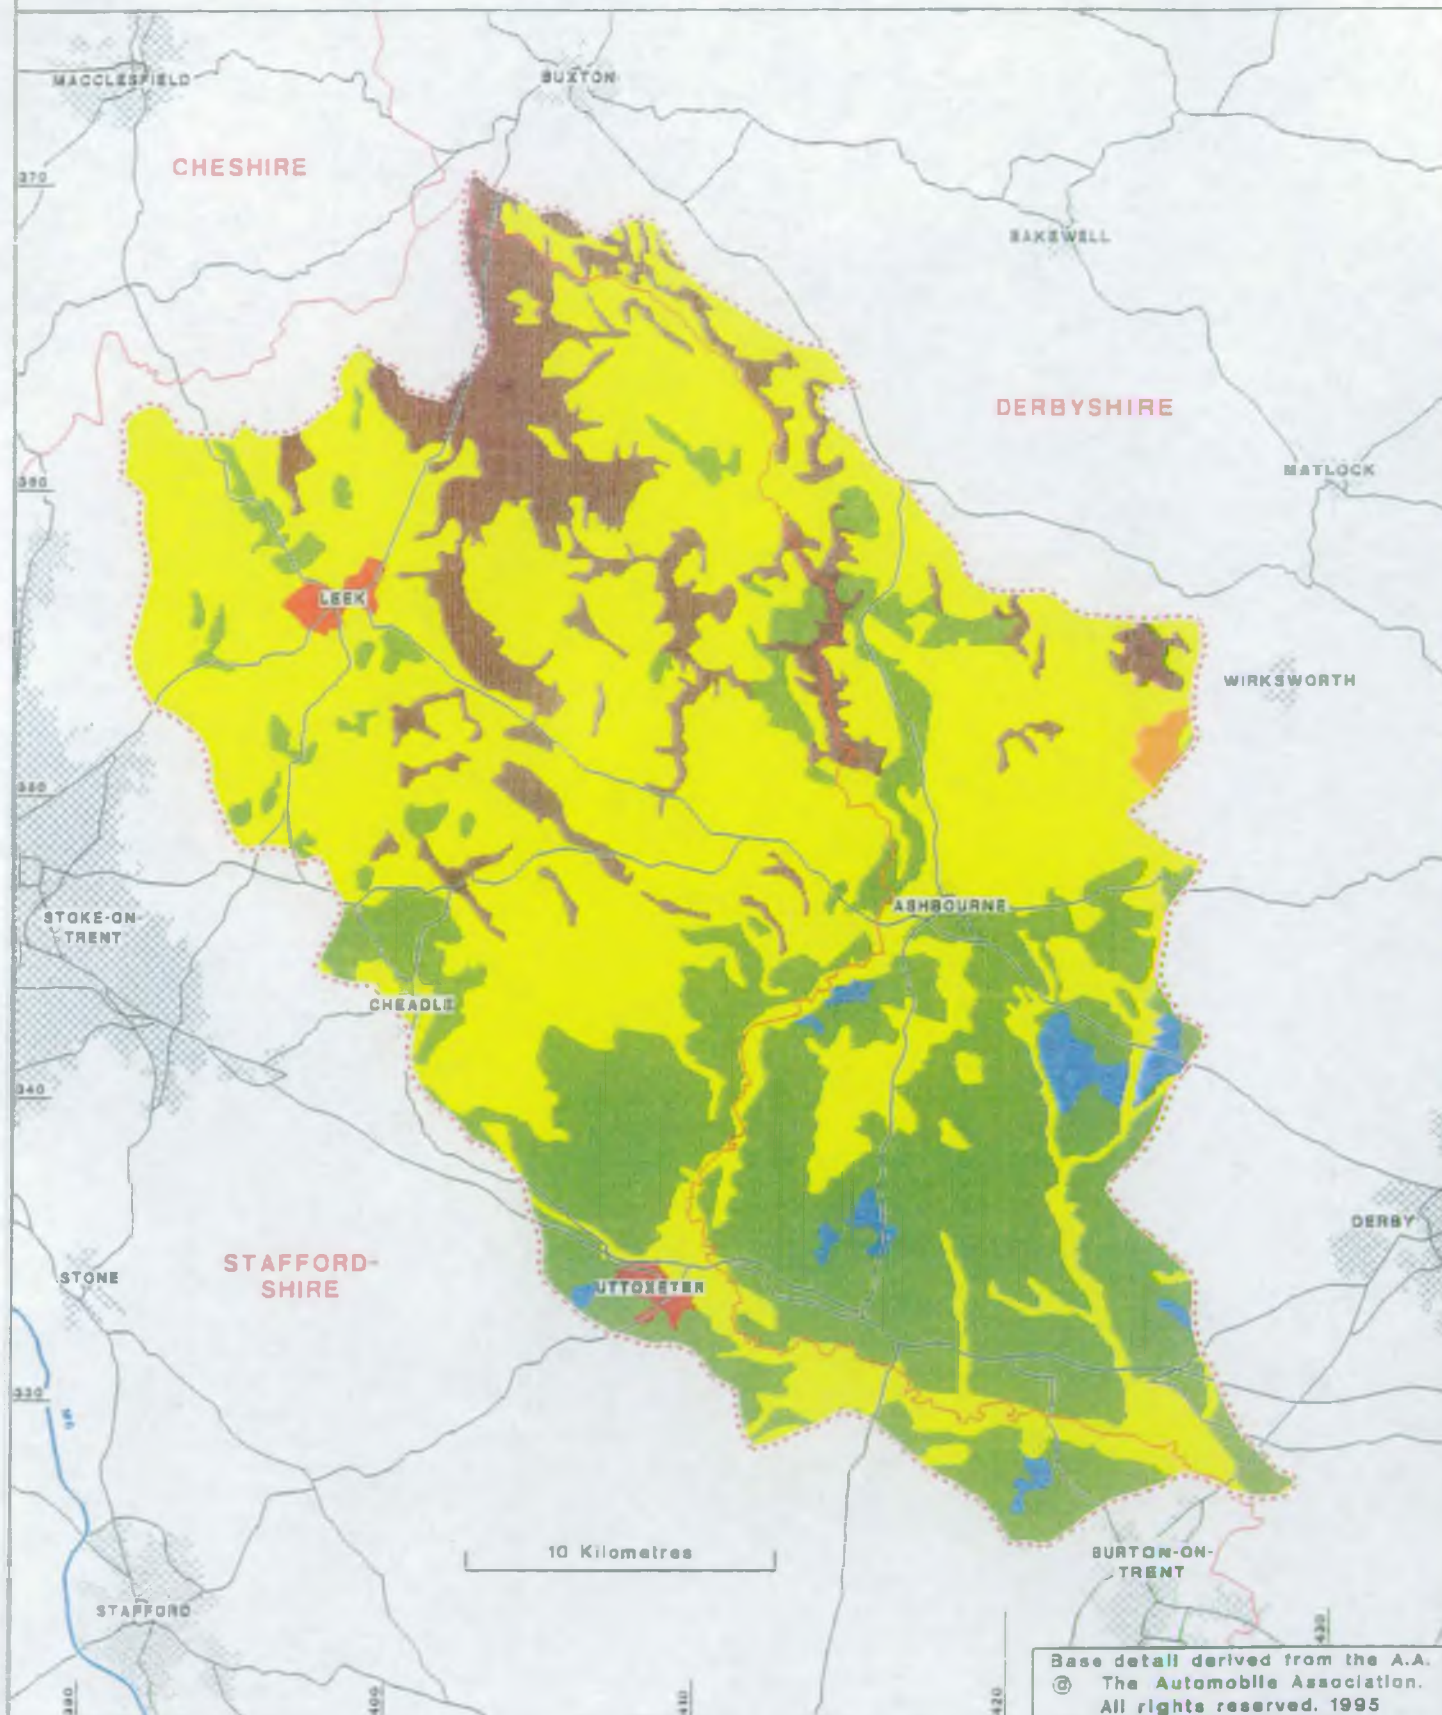 MACCLESFIELD
BUXTON
CHESHIRE
370
BAKEWELL
DERBYSHIRE
MATLOCK
360
LEEK
WIRKSWORTH
350
ASHBOURNE
STOKE-ON-
TRENT
CHEADLE
340
DERBY
STAFFORD-
SHIRE
STONE
UTTOXETER
330
M6
10 Kilometres
BURTON-ON-
TRENT
STAFFORD
390
400
410
420
430
Base detail derived from the A.A.
© The Automobile Association.
All rights reserved. 1995